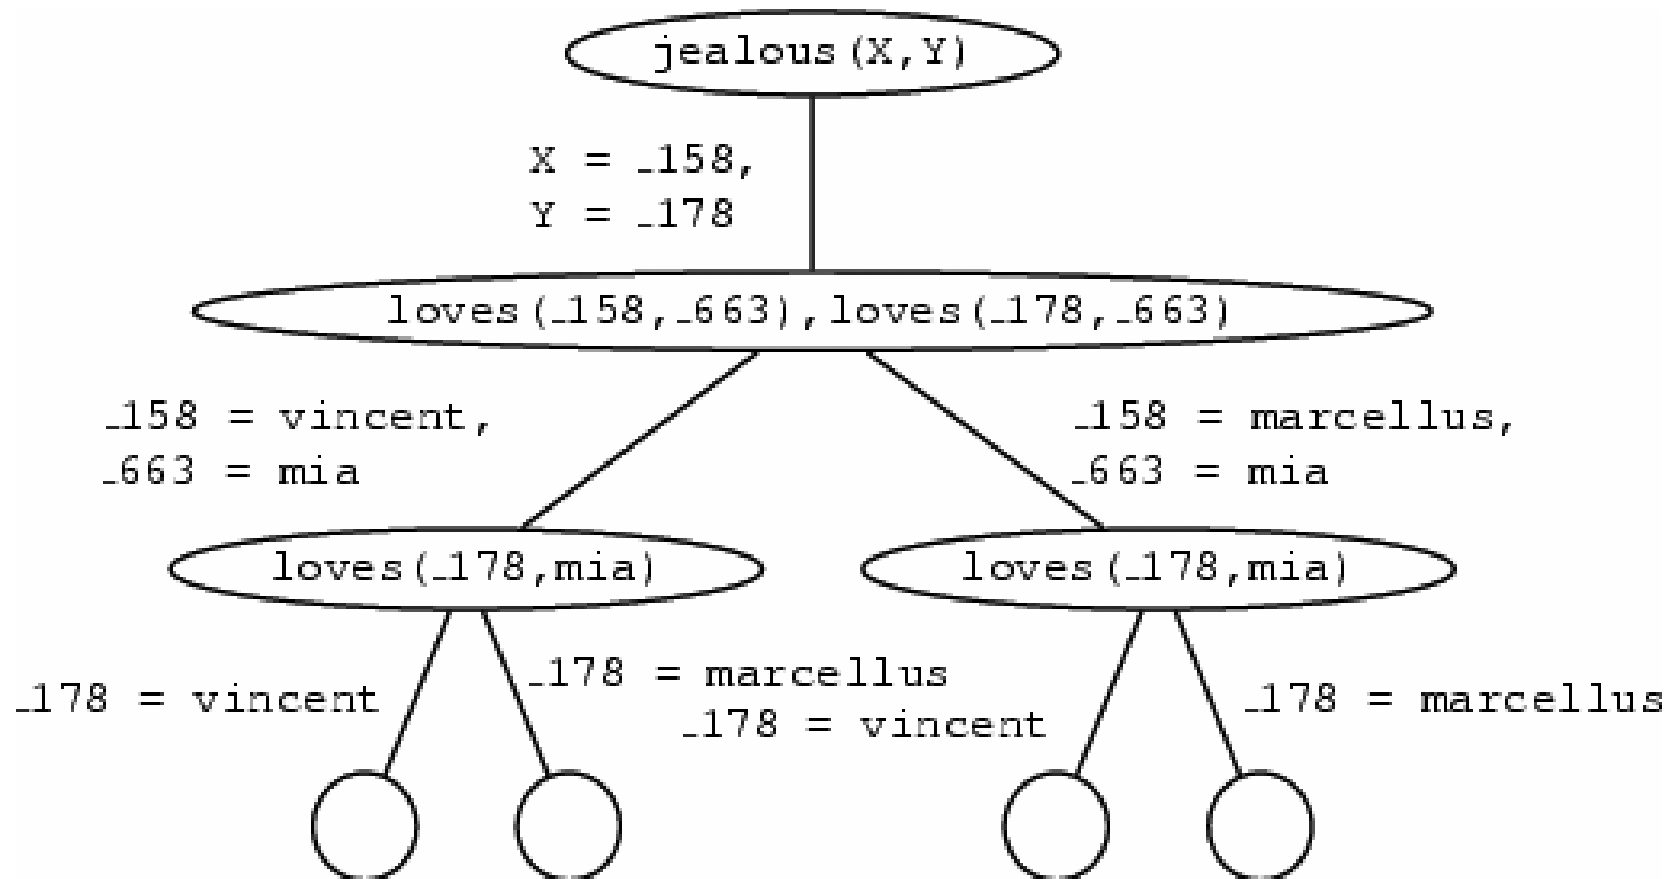 jealous(X,Y)
X = _158,
Y = _178
loves(_158,_663),loves(_178,_663)
_158 = vincent,
_663 = mia
_158 = marcellus,
_663 = mia
loves(_178,mia)
loves(_178,mia)
_178 = vincent
_178 = marcellus
_178 = vincent
_178 = marcellus